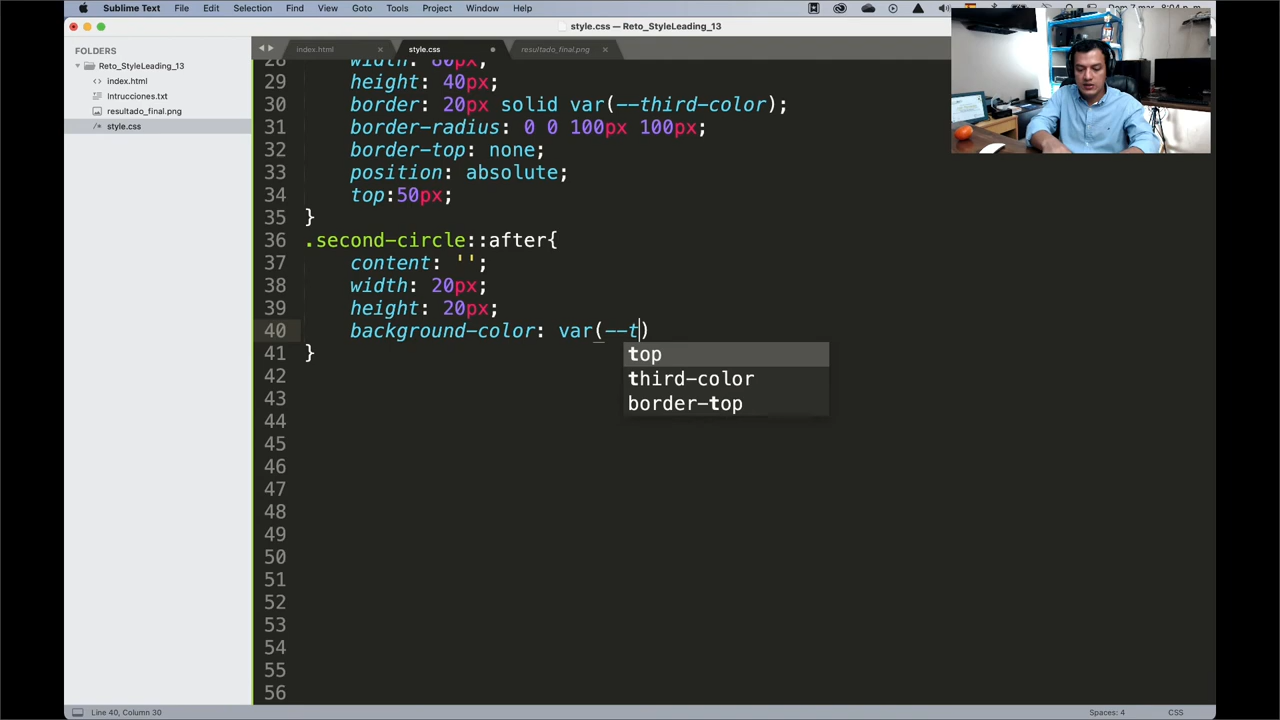 Sublime Text File Edit Selection Find View Goto Tools Project Window Help
style.css — Reto_StyleLeading_13
FOLDERS
Reto_StyleLeading_13
index.html
Intrucciones.txt
resultado_final.png
style.css
index.html style.css resultado_final.png
29 height: 40px;
30 border: 20px solid var(--third-color);
31 border-radius: 0 0 100px 100px;
32 border-top: none;
33 position: absolute;
34 top:50px;
35 }
36 .second-circle::after{
37 content: '';
38 width: 20px;
39 height: 20px;
40 background-color: var(--t)
41 }
top
third-color
border-top
42
43
44
45
46
47
48
49
50
51
52
53
54
55
56
Line 40, Column 30
Spaces: 4
CSS